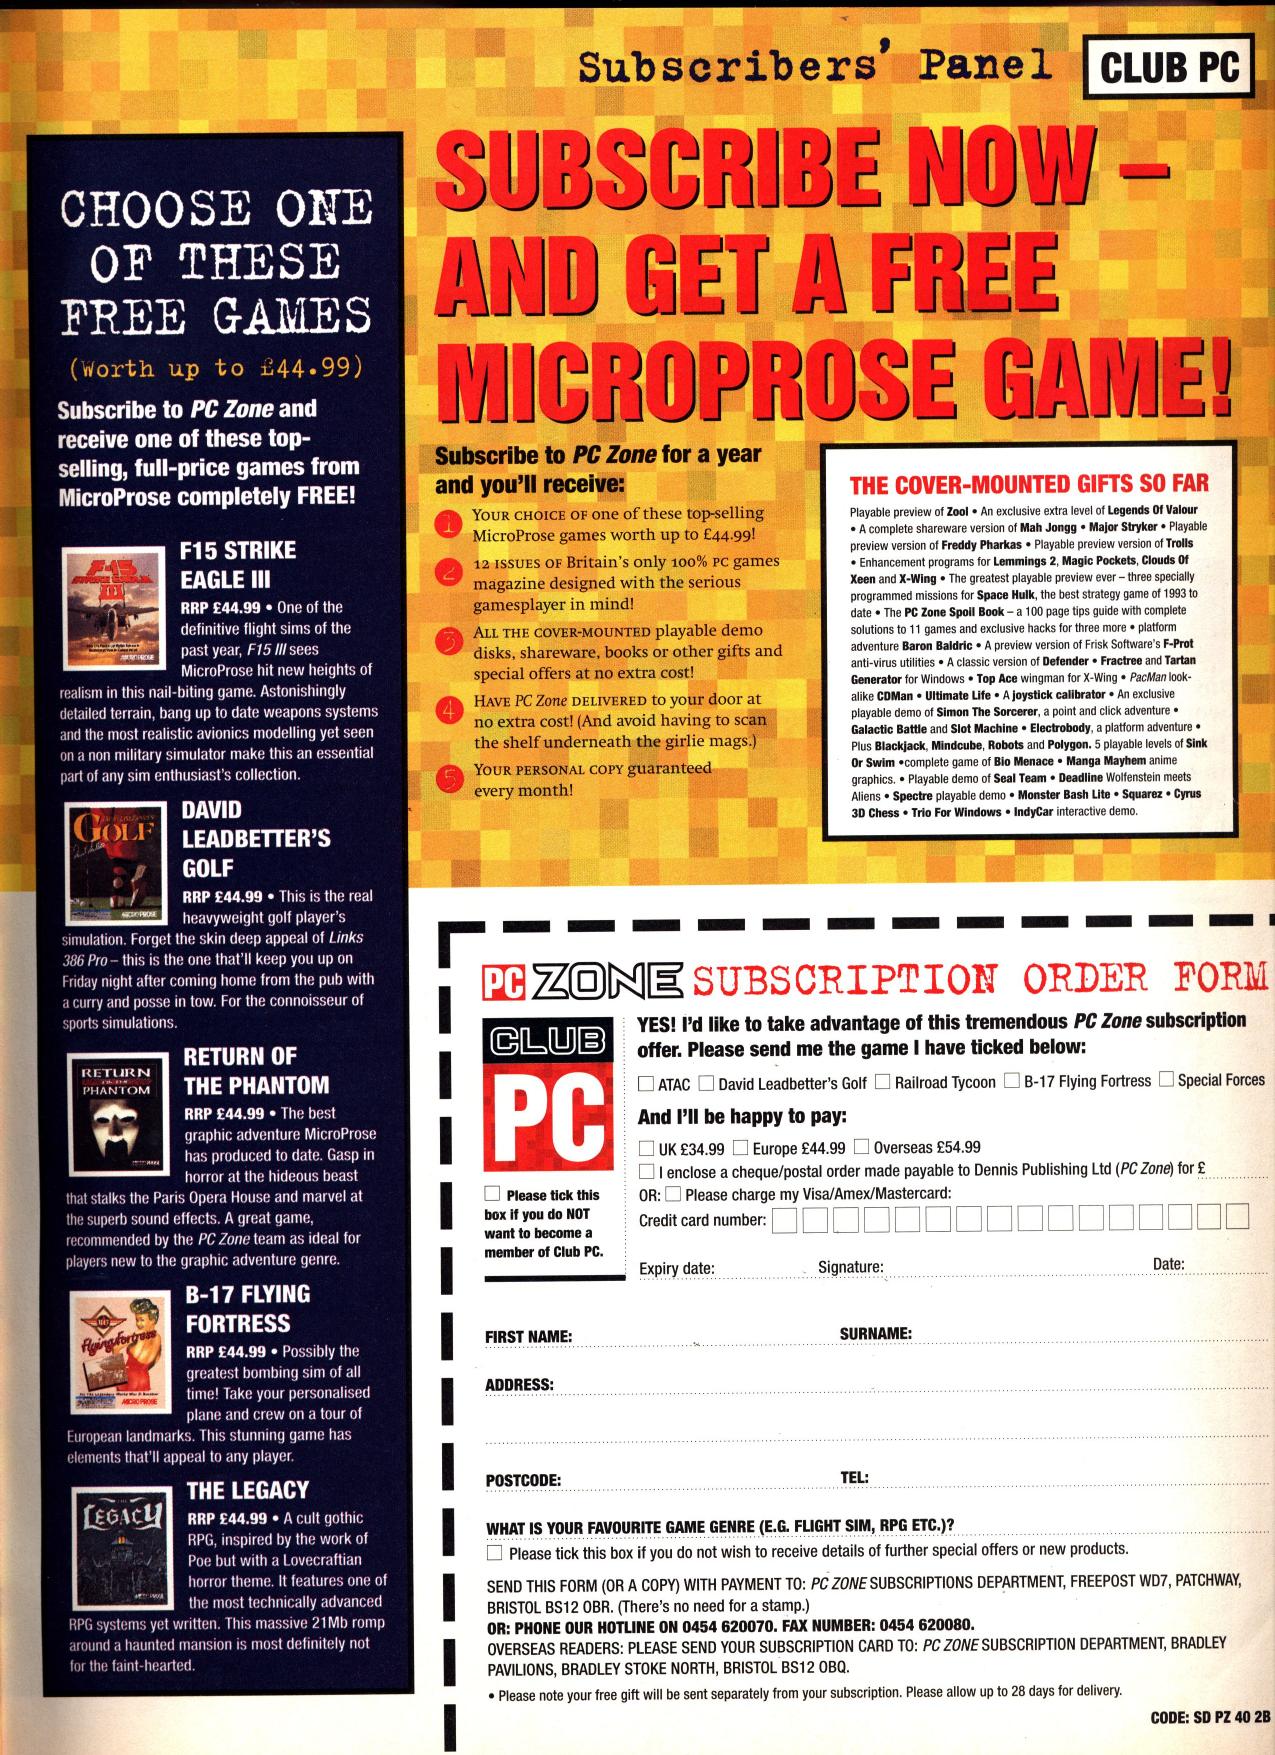 Subscribers' Panel
CLUB PC
SUBSCRIBE NOW –
AND GET A FREE
MICROPROSE GAME!
CHOOSE ONE
OF THESE
FREE GAMES
(Worth up to £44.99)
Subscribe to PC Zone and
receive one of these top-
selling, full-price games from
MicroProse completely FREE!
F-15
STRIKE EAGLE
III
MICROPROSE
F15 STRIKE
EAGLE III
RRP £44.99 • One of the
definitive flight sims of the
past year, F15 III sees
MicroProse hit new heights of
realism in this nail-biting game. Astonishingly
detailed terrain, bang up to date weapons systems
and the most realistic avionics modelling yet seen
on a non military simulator make this an essential
part of any sim enthusiast's collection.
GOLF
MICROPROSE
DAVID
LEADBETTER'S
GOLF
RRP £44.99 • This is the real
heavyweight golf player's
simulation. Forget the skin deep appeal of Links
386 Pro – this is the one that'll keep you up on
Friday night after coming home from the pub with
a curry and posse in tow. For the connoisseur of
sports simulations.
RETURN
OF THE
PHANTOM
RETURN OF
THE PHANTOM
RRP £44.99 • The best
graphic adventure MicroProse
has produced to date. Gasp in
horror at the hideous beast
that stalks the Paris Opera House and marvel at
the superb sound effects. A great game,
recommended by the PC Zone team as ideal for
players new to the graphic adventure genre.
Flying Fortress
MICROPROSE
B-17 FLYING
FORTRESS
RRP £44.99 • Possibly the
greatest bombing sim of all
time! Take your personalised
plane and crew on a tour of
European landmarks. This stunning game has
elements that'll appeal to any player.
THE
LEGACY
THE LEGACY
RRP £44.99 • A cult gothic
RPG, inspired by the work of
Poe but with a Lovecraftian
horror theme. It features one of
the most technically advanced
RPG systems yet written. This massive 21Mb romp
around a haunted mansion is most definitely not
for the faint-hearted.
Subscribe to PC Zone for a year
and you'll receive:
1 YOUR CHOICE OF one of these top-selling
MicroProse games worth up to £44.99!
2 12 ISSUES OF Britain's only 100% PC games
magazine designed with the serious
gamesplayer in mind!
3 ALL THE COVER-MOUNTED playable demo
disks, shareware, books or other gifts and
special offers at no extra cost!
4 HAVE PC Zone DELIVERED to your door at
no extra cost! (And avoid having to scan
the shelf underneath the girlie mags.)
5 YOUR PERSONAL COPY guaranteed
every month!
THE COVER-MOUNTED GIFTS SO FAR
Playable preview of Zool • An exclusive extra level of Legends Of Valour
• A complete shareware version of Mah Jongg • Major Stryker • Playable
preview version of Freddy Pharkas • Playable preview version of Trolls
• Enhancement programs for Lemmings 2, Magic Pockets, Clouds Of
Xeen and X-Wing • The greatest playable preview ever – three specially
programmed missions for Space Hulk, the best strategy game of 1993 to
date • The PC Zone Spoil Book – a 100 page tips guide with complete
solutions to 11 games and exclusive hacks for three more • platform
adventure Baron Baldric • A preview version of Frisk Software's F-Prot
anti-virus utilities • A classic version of Defender • Fractree and Tartan
Generator for Windows • Top Ace wingman for X-Wing • PacMan look-
alike CDMan • Ultimate Life • A joystick calibrator • An exclusive
playable demo of Simon The Sorcerer, a point and click adventure •
Galactic Battle and Slot Machine • Electrobody, a platform adventure •
Plus Blackjack, Mindcube, Robots and Polygon. 5 playable levels of Sink
Or Swim •complete game of Bio Menace • Manga Mayhem anime
graphics. • Playable demo of Seal Team • Deadline Wolfenstein meets
Aliens • Spectre playable demo • Monster Bash Lite • Squarez • Cyrus
3D Chess • Trio For Windows • IndyCar interactive demo.
PC ZONE SUBSCRIPTION ORDER FORM
CLUB
PC
Please tick this
box if you do NOT
want to become a
member of Club PC.
YES! I'd like to take advantage of this tremendous PC Zone subscription
offer. Please send me the game I have ticked below:
ATAC David Leadbetter's Golf Railroad Tycoon B-17 Flying Fortress Special Forces
And I'll be happy to pay:
UK £34.99 Europe £44.99 Overseas £54.99
I enclose a cheque/postal order made payable to Dennis Publishing Ltd (PC Zone) for £
OR: Please charge my Visa/Amex/Mastercard:
Credit card number:
Expiry date: Signature: Date:
FIRST NAME: SURNAME:
ADDRESS:
POSTCODE: TEL:
WHAT IS YOUR FAVOURITE GAME GENRE (E.G. FLIGHT SIM, RPG ETC.)?
Please tick this box if you do not wish to receive details of further special offers or new products.
SEND THIS FORM (OR A COPY) WITH PAYMENT TO: PC ZONE SUBSCRIPTIONS DEPARTMENT, FREEPOST WD7, PATCHWAY,
BRISTOL BS12 OBR. (There's no need for a stamp.)
OR: PHONE OUR HOTLINE ON 0454 620070. FAX NUMBER: 0454 620080.
OVERSEAS READERS: PLEASE SEND YOUR SUBSCRIPTION CARD TO: PC ZONE SUBSCRIPTION DEPARTMENT, BRADLEY
PAVILIONS, BRADLEY STOKE NORTH, BRISTOL BS12 OBQ.
• Please note your free gift will be sent separately from your subscription. Please allow up to 28 days for delivery.
CODE: SD PZ 40 2B